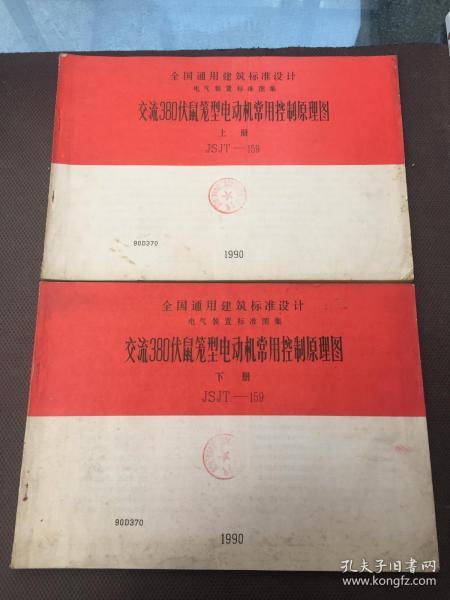 全国通用建筑标准设计
电气装置标准图集
交流380伏鼠笼型电动机常用控制原理图
上册
JSJT—159
90D370
1990
全国通用建筑标准设计
电气装置标准图集
交流380伏鼠笼型电动机常用控制原理图
下册
JSJT—159
90D370
1990
孔夫子旧书网
www.kongfz.com